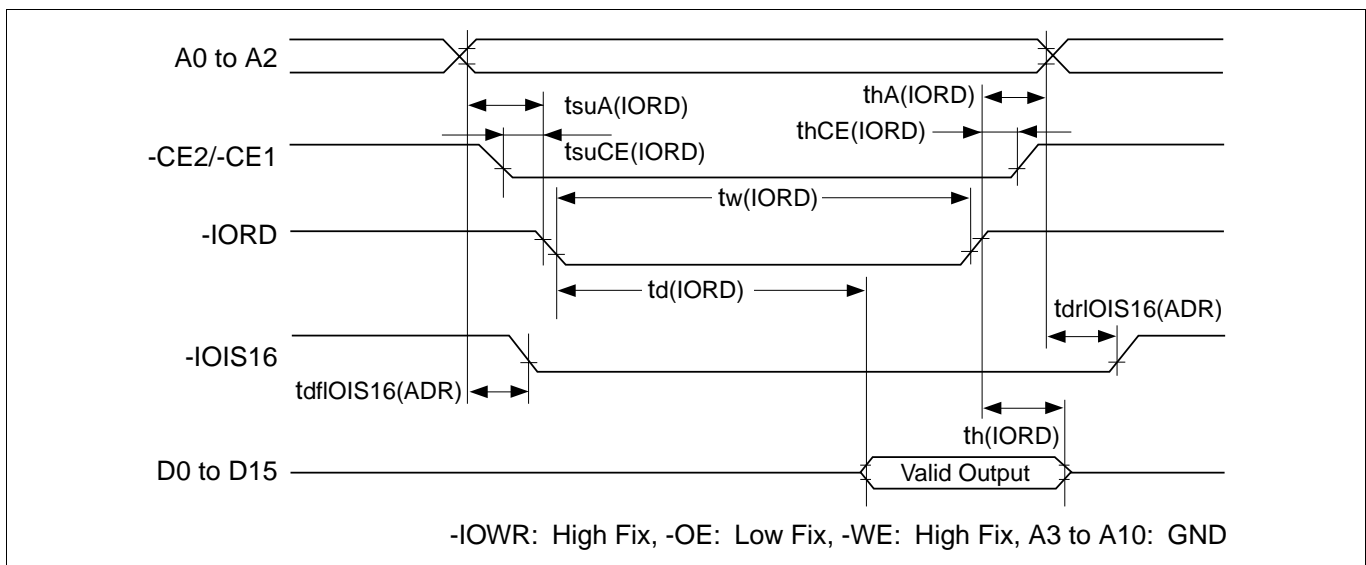 A0 to A2
tsuA(IORD)
thA(IORD)
thCE(IORD)
-CE2/-CE1
tsuCE(IORD)
tw(IORD)
-IORD
td(IORD)
tdrIOIS16(ADR)
-IOIS16
tdfIOIS16(ADR)
th(IORD)
D0 to D15
Valid Output
-IOWR: High Fix, -OE: Low Fix, -WE: High Fix, A3 to A10: GND